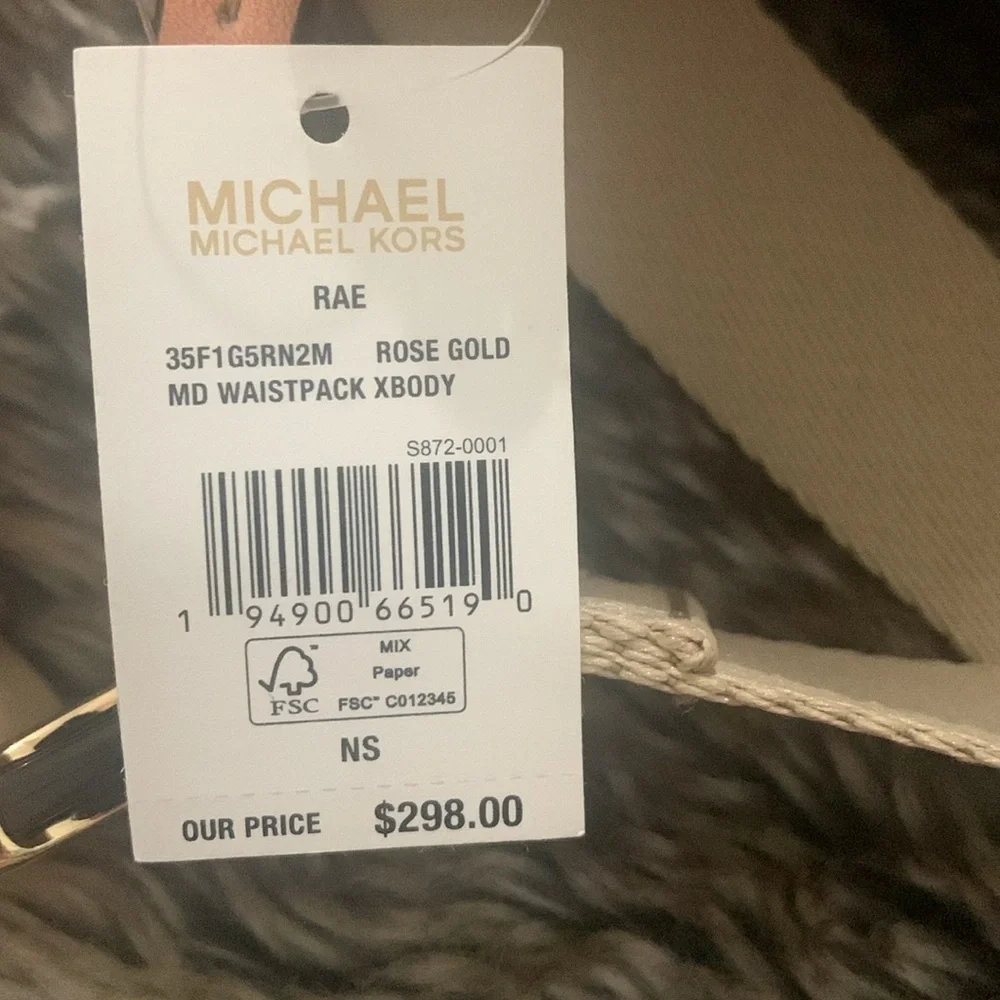 MICHAEL
MICHAEL KORS
RAE
35F1G5RN2M ROSE GOLD
MD WAISTPACK XBODY
S872-0001
1 94900 66519 0
MIX
Paper
FSC™ C012345
FSC
NS
OUR PRICE $298.00